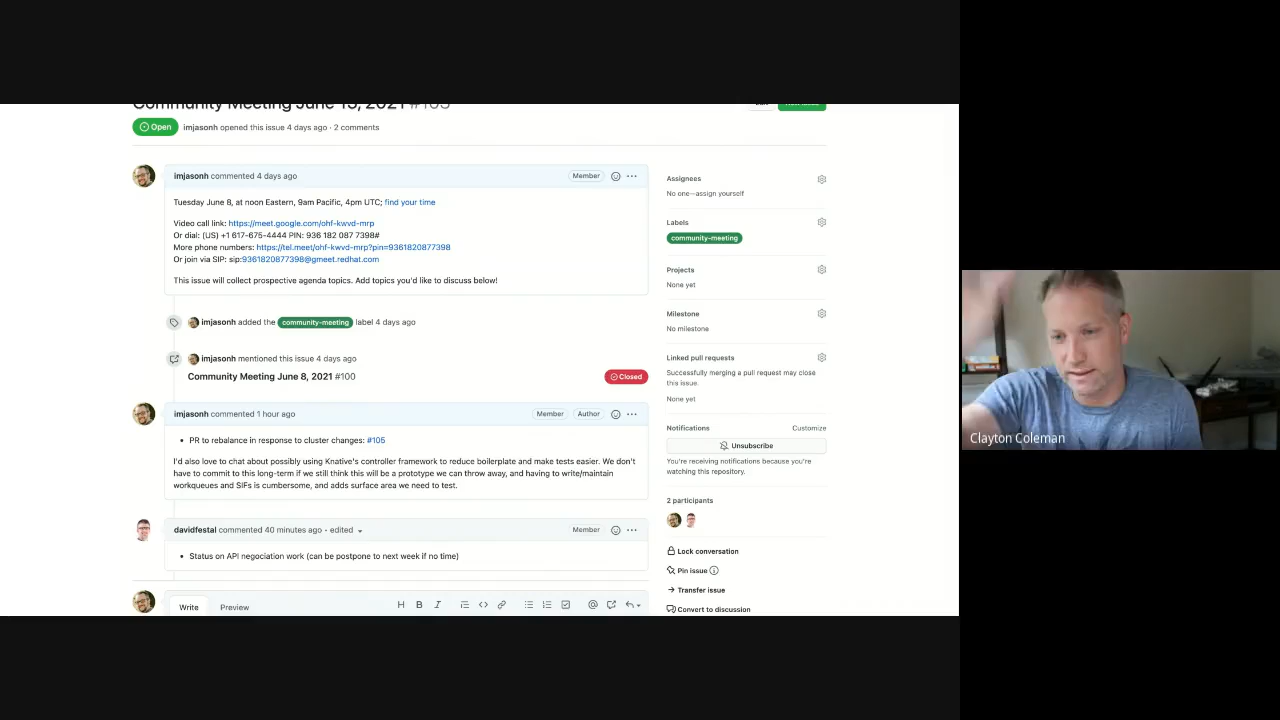 Community Meeting June 15, 2021 #103
Open
imjasonh opened this issue 4 days ago · 2 comments
imjasonh commented 4 days ago
Member
Tuesday June 8, at noon Eastern, 9am Pacific, 4pm UTC; find your time
Video call link: https://meet.google.com/ohf-kwvd-mrp
Or dial: (US) +1 617-675-4444 PIN: 936 182 087 7398#
More phone numbers: https://tel.meet/ohf-kwvd-mrp?pin=9361820877398
Or join via SIP: sip:9361820877398@gmeet.redhat.com
This issue will collect prospective agenda topics. Add topics you'd like to discuss below!
imjasonh added the community-meeting label 4 days ago
imjasonh mentioned this issue 4 days ago
Community Meeting June 8, 2021 #100
Closed
imjasonh commented 1 hour ago
Member
Author
• PR to rebalance in response to cluster changes: #105
I'd also love to chat about possibly using Knative's controller framework to reduce boilerplate and make tests easier. We don't
have to commit to this long-term if we still think this will be a prototype we can throw away, and having to write/maintain
workqueues and SIFs is cumbersome, and adds surface area we need to test.
davidfestal commented 40 minutes ago · edited
Member
• Status on API negociation work (can be postpone to next week if no time)
Write
Preview
Assignees
No one—assign yourself
Labels
community-meeting
Projects
None yet
Milestone
No milestone
Linked pull requests
Successfully merging a pull request may close
this issue.
None yet
Notifications
Customize
Unsubscribe
You're receiving notifications because you're
watching this repository.
2 participants
Lock conversation
Pin issue
Transfer issue
Convert to discussion
Clayton Coleman